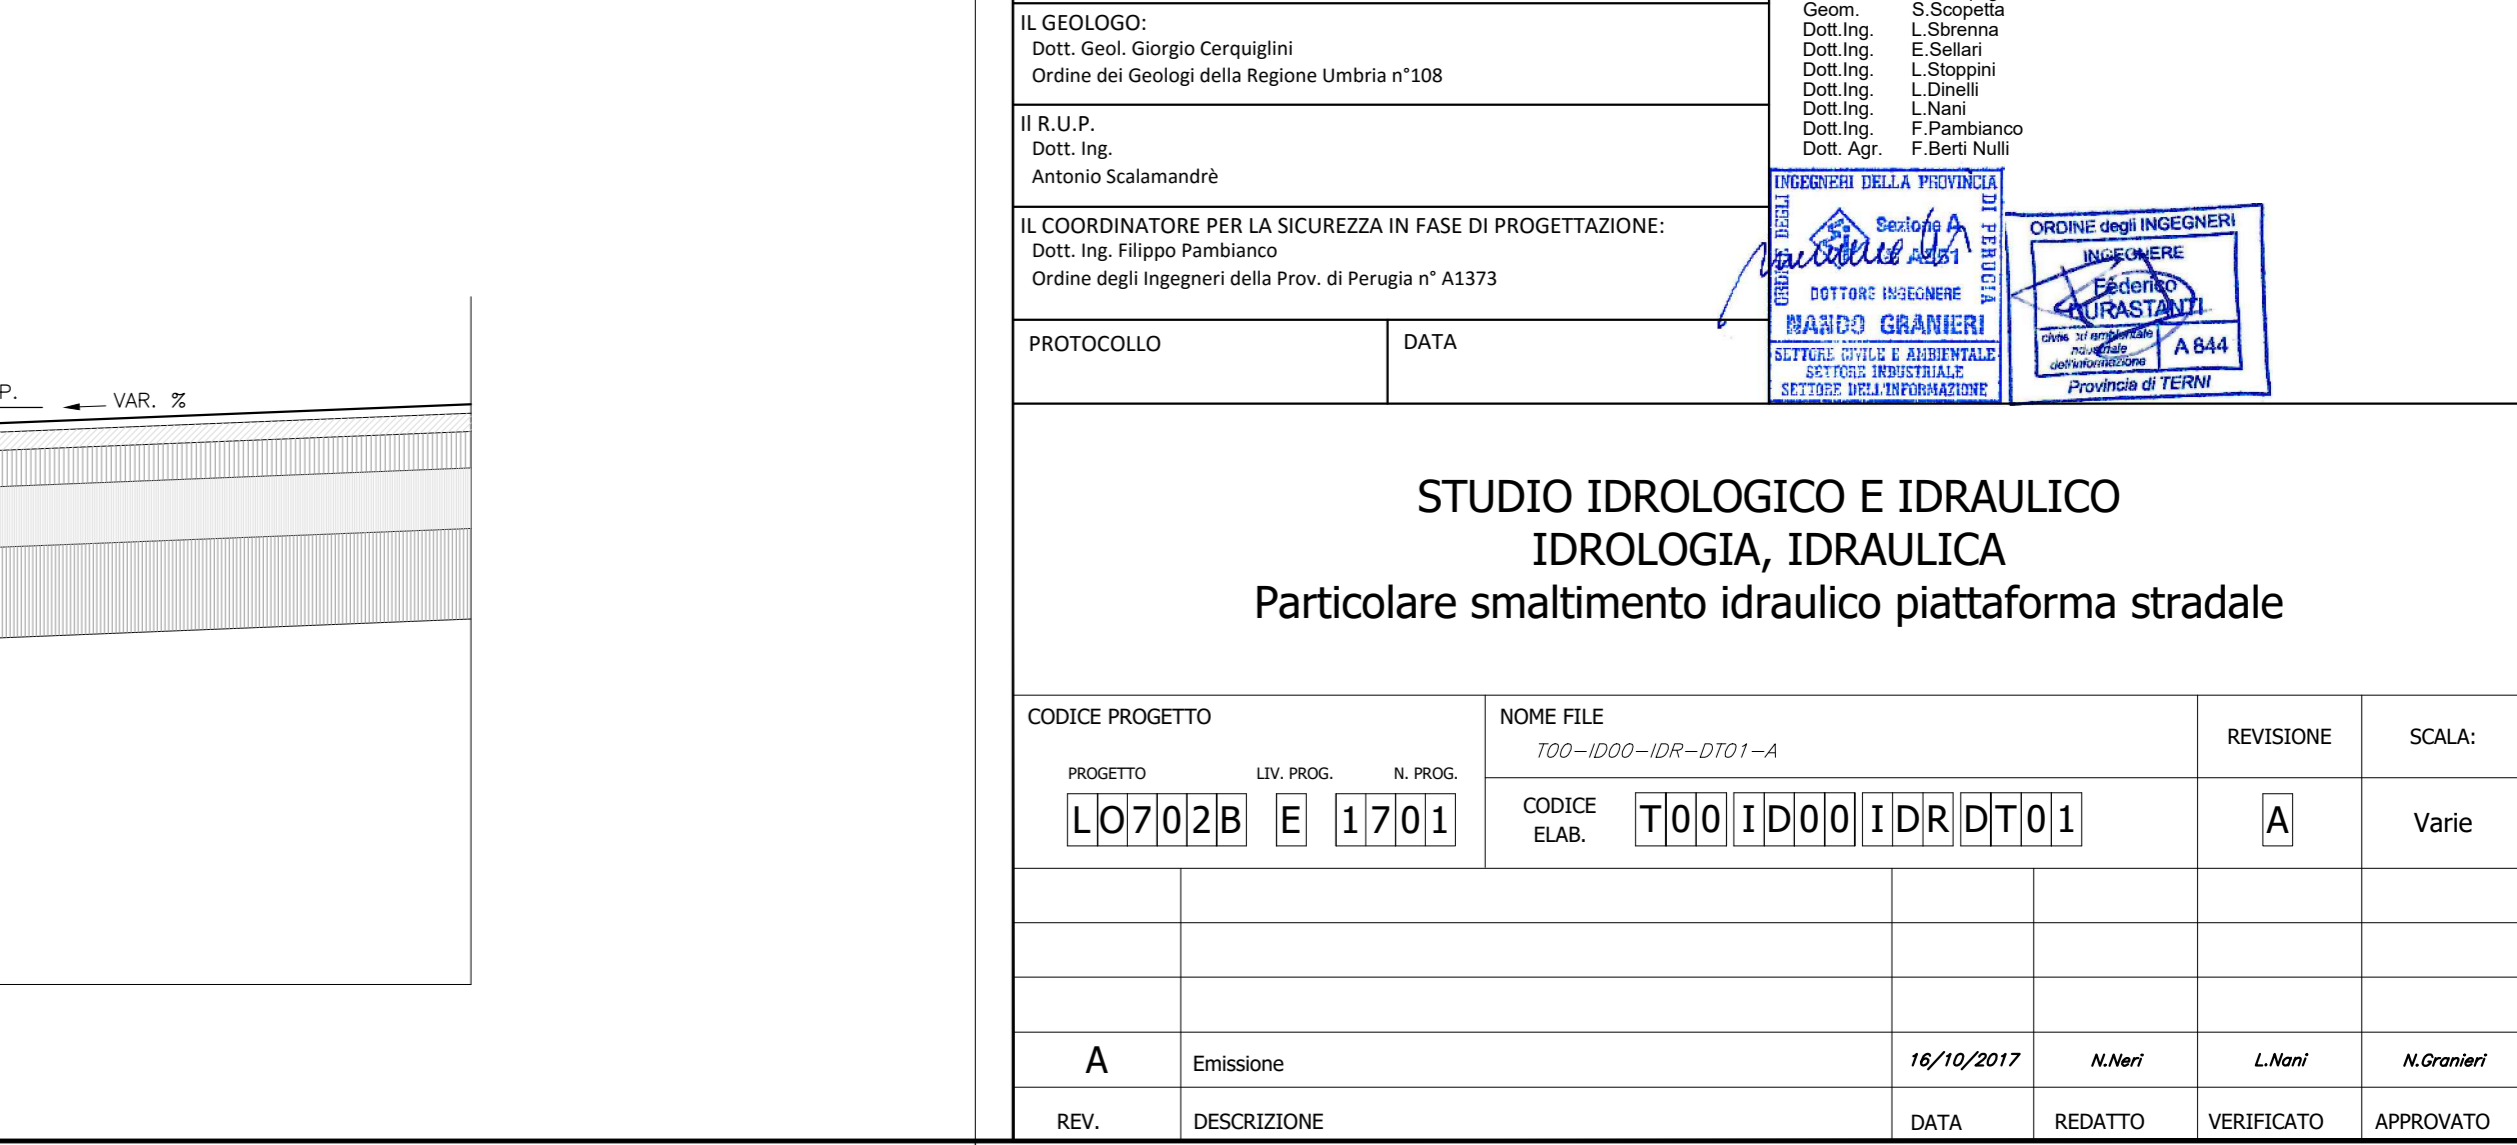 P.
VAR. %
IL GEOLOGO:
Dott. Geol. Giorgio Cerquiglini
Ordine dei Geologi della Regione Umbria n°108
Il R.U.P.
Dott. Ing.
Antonio Scalamandrè
IL COORDINATORE PER LA SICUREZZA IN FASE DI PROGETTAZIONE:
Dott. Ing. Filippo Pambianco
Ordine degli Ingegneri della Prov. di Perugia n° A1373
PROTOCOLLO
DATA
Geom. S.Scopetta
Dott.Ing. L.Sbrenna
Dott.Ing. E.Sellari
Dott.Ing. L.Stoppini
Dott.Ing. L.Dinelli
Dott.Ing. L.Nani
Dott.Ing. F.Pambianco
Dott. Agr. F.Berti Nulli
ORDINE DEGLI
INGEGNERI DELLA PROVINCIA
DI PERUGIA
Sezione A
DOTTORE INGEGNERE
NANDO GRANIERI
SETTORE CIVILE E AMBIENTALE
SETTORE INDUSTRIALE
SETTORE DELL'INFORMAZIONE
ORDINE degli INGEGNERI
INGEGNERE
Federico
DURASTANTI
A 844
Provincia di TERNI
STUDIO IDROLOGICO E IDRAULICO
IDROLOGIA, IDRAULICA
Particolare smaltimento idraulico piattaforma stradale
CODICE PROGETTO
PROGETTO LIV. PROG. N. PROG.
LO702B E 1701
NOME FILE
T00-ID00-IDR-DT01-A
CODICE
ELAB.
T00 ID00 IDR DT01
REVISIONE
A
SCALA:
Varie
A Emissione 16/10/2017 N.Neri L.Nani N.Granieri
REV. DESCRIZIONE DATA REDATTO VERIFICATO APPROVATO